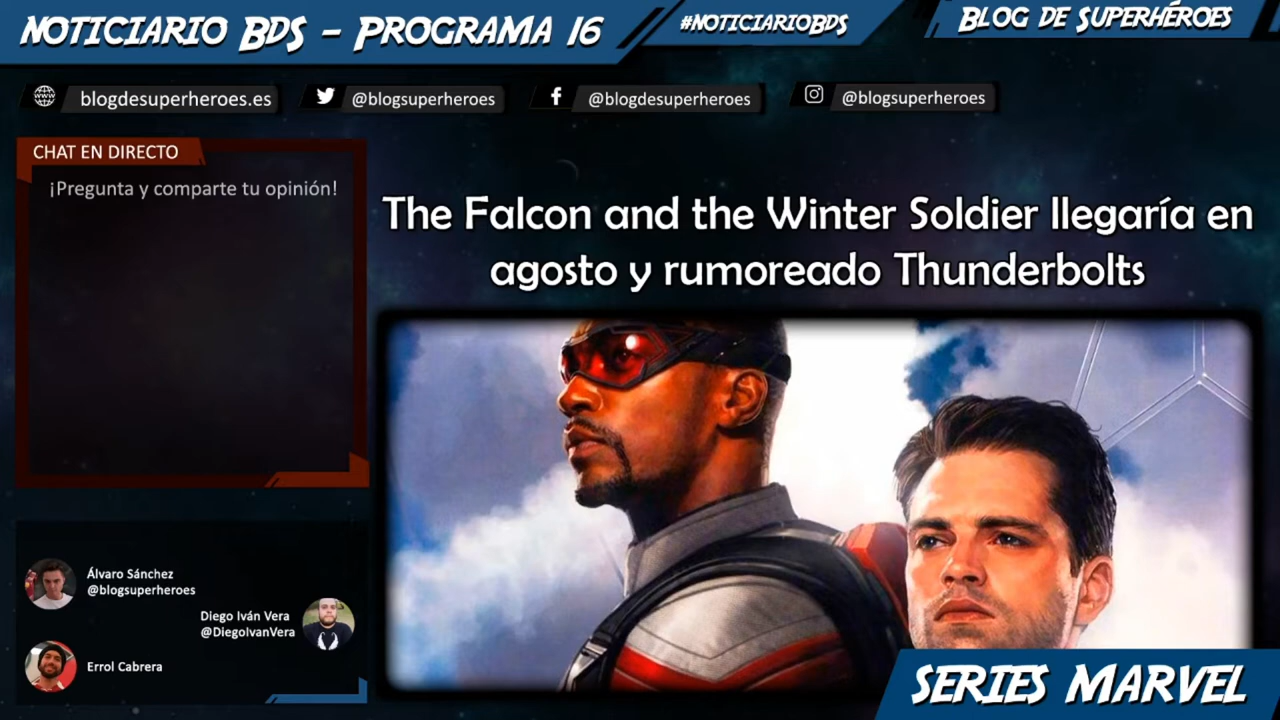 NOTICIARIO BDS - PROGRAMA 16
#NOTICIARIOBDS
BLOG DE SUPERHÉROES
www
blogdesuperheroes.es
@blogsuperheroes
@blogdesuperheroes
@blogsuperheroes
CHAT EN DIRECTO
¡Pregunta y comparte tu opinión!
The Falcon and the Winter Soldier llegaría en
agosto y rumoreado Thunderbolts
Álvaro Sánchez
@blogsuperheroes
Diego Iván Vera
@DiegoIvanVera
Errol Cabrera
SERIES MARVEL